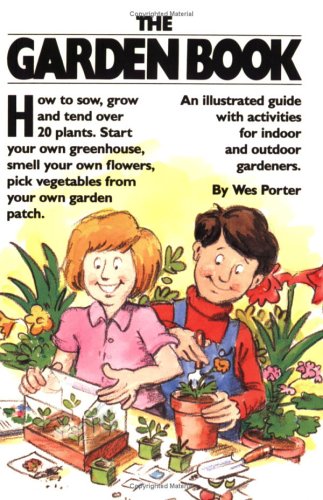 Copyrighted Material
THE
GARDEN BOOK
How to sow, grow
and tend over
20 plants. Start
your own greenhouse,
smell your own flowers,
pick vegetables from
your own garden
patch.
An illustrated guide
with activities
for indoor
and outdoor
gardeners.
By Wes Porter
Copyrighted Material